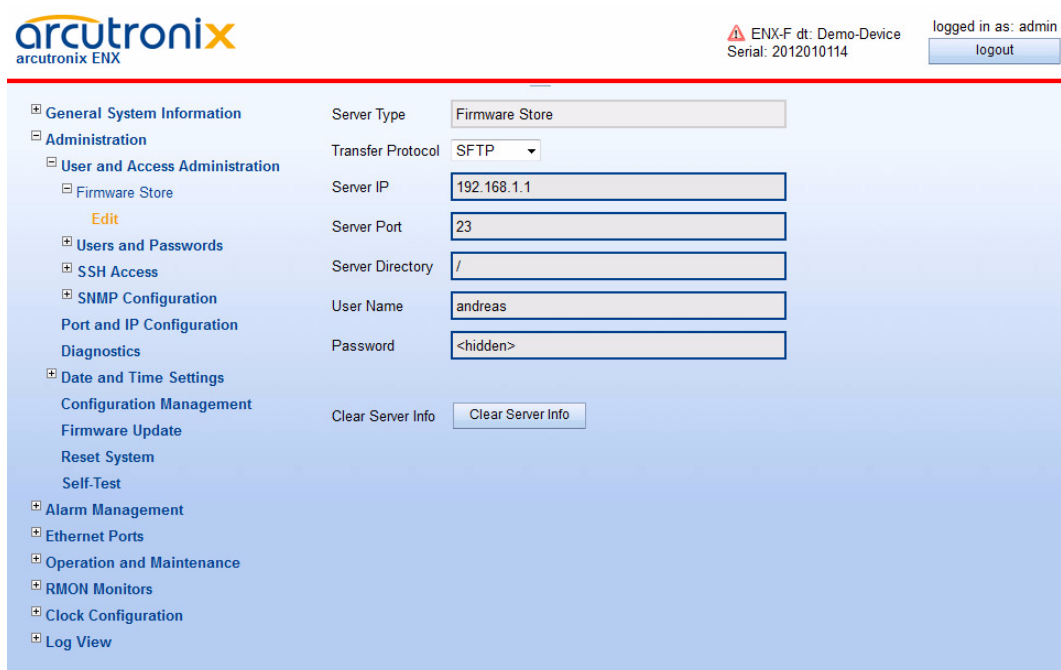 arcutronix
arcutronix ENX
ENX-F dt: Demo-Device
Serial: 2012010114
logged in as: admin
logout
General System Information
Administration
User and Access Administration
Firmware Store
Edit
Users and Passwords
SSH Access
SNMP Configuration
Port and IP Configuration
Diagnostics
Date and Time Settings
Configuration Management
Firmware Update
Reset System
Self-Test
Alarm Management
Ethernet Ports
Operation and Maintenance
RMON Monitors
Clock Configuration
Log View
Server Type Firmware Store
Transfer Protocol SFTP
Server IP 192.168.1.1
Server Port 23
Server Directory /
User Name andreas
Password <hidden>
Clear Server Info Clear Server Info